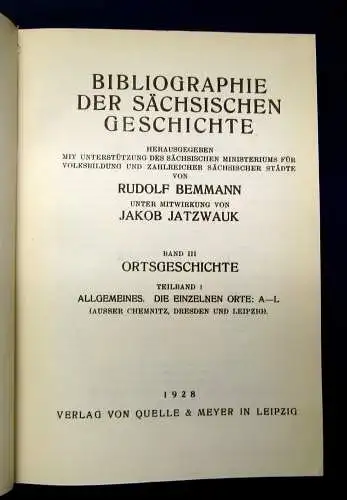 BIBLIOGRAPHIE
DER SÄCHSISCHEN
GESCHICHTE
HERAUSGEGEBEN
MIT UNTERSTÜTZUNG DES SÄCHSISCHEN MINISTERIUMS FÜR
VOLKSBILDUNG UND ZAHLREICHER SÄCHSISCHER STÄDTE
VON
RUDOLF BEMMANN
UNTER MITWIRKUNG VON
JAKOB JATZWAUK
BAND III
ORTSGESCHICHTE
TEILBAND 1
ALLGEMEINES. DIE EINZELNEN ORTE: A—L
(AUSSER CHEMNITZ, DRESDEN UND LEIPZIG).
1928
VERLAG VON QUELLE & MEYER IN LEIPZIG